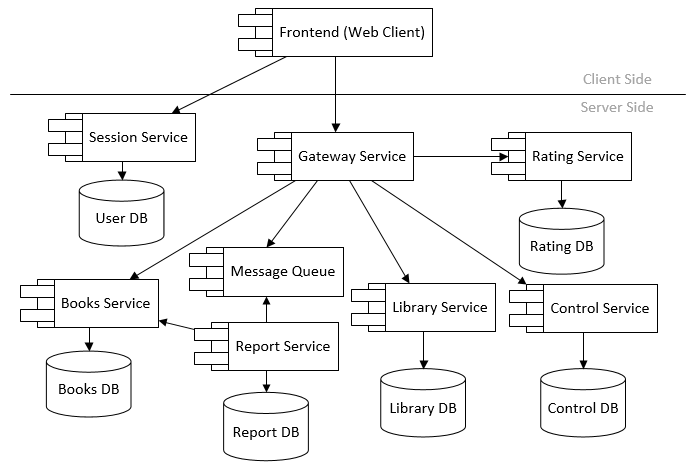 Frontend (Web Client)
Client Side
Server Side
Session Service
Gateway Service
Rating Service
User DB
Rating DB
Message Queue
Books Service
Library Service
Control Service
Report Service
Books DB
Library DB
Control DB
Report DB